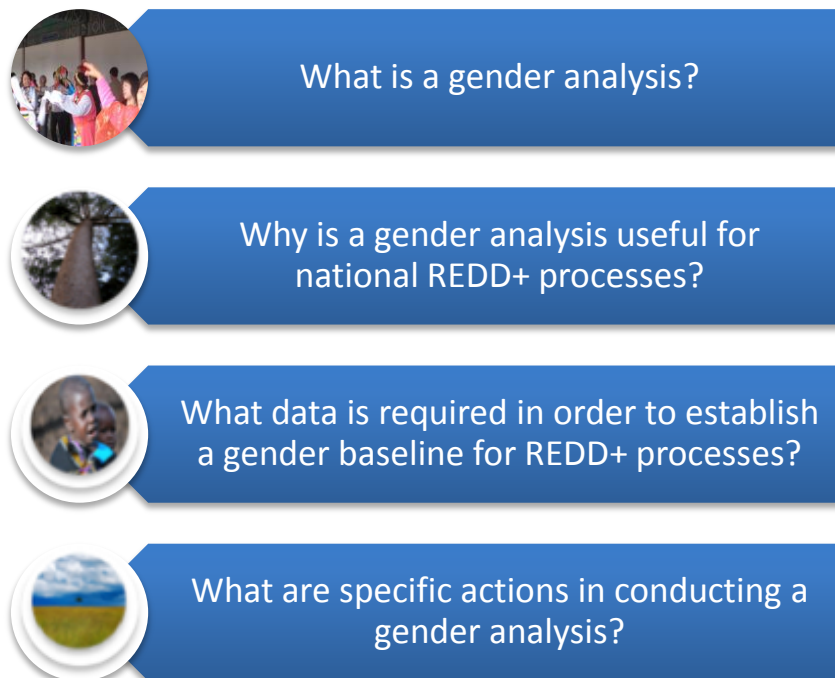 What is a gender analysis?
Why is a gender analysis useful for
national REDD+ processes?
What data is required in order to establish
a gender baseline for REDD+ processes?
What are specific actions in conducting a
gender analysis?